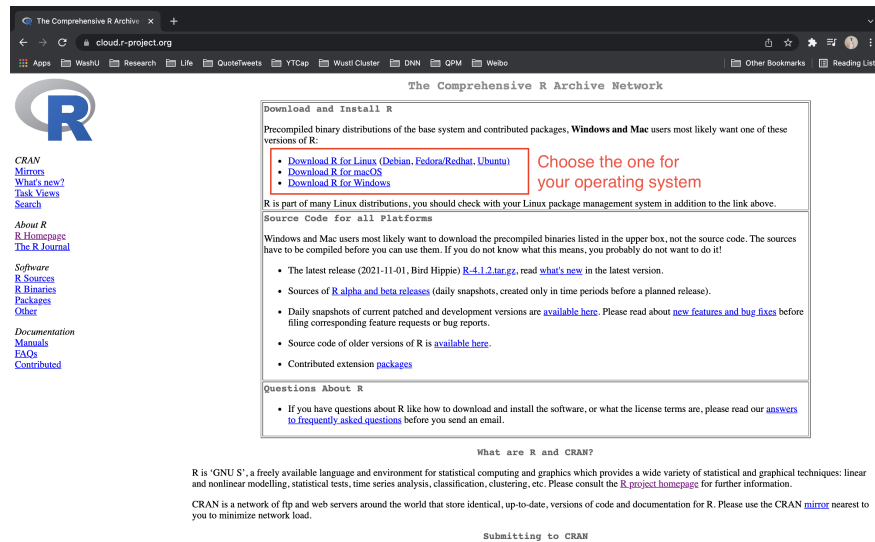 The Comprehensive R Archive
cloud.r-project.org
Apps WashU Research Life QuoteTweets YTCap Wustl Cluster DNN QPM Weibo Other Bookmarks Reading List
R
CRAN
Mirrors
What's new?
Task Views
Search
About R
R Homepage
The R Journal
Software
R Sources
R Binaries
Packages
Other
Documentation
Manuals
FAQs
Contributed
The Comprehensive R Archive Network
Download and Install R
Precompiled binary distributions of the base system and contributed packages, Windows and Mac users most likely want one of these
versions of R:
• Download R for Linux (Debian, Fedora/Redhat, Ubuntu)
• Download R for macOS
• Download R for Windows
Choose the one for
your operating system
R is part of many Linux distributions, you should check with your Linux package management system in addition to the link above.
Source Code for all Platforms
Windows and Mac users most likely want to download the precompiled binaries listed in the upper box, not the source code. The sources
have to be compiled before you can use them. If you do not know what this means, you probably do not want to do it!
• The latest release (2021-11-01, Bird Hippie) R-4.1.2.tar.gz, read what's new in the latest version.
• Sources of R alpha and beta releases (daily snapshots, created only in time periods before a planned release).
• Daily snapshots of current patched and development versions are available here. Please read about new features and bug fixes before
filing corresponding feature requests or bug reports.
• Source code of older versions of R is available here.
• Contributed extension packages
Questions About R
• If you have questions about R like how to download and install the software, or what the license terms are, please read our answers
to frequently asked questions before you send an email.
What are R and CRAN?
R is ‘GNU S’, a freely available language and environment for statistical computing and graphics which provides a wide variety of statistical and graphical techniques: linear
and nonlinear modelling, statistical tests, time series analysis, classification, clustering, etc. Please consult the R project homepage for further information.
CRAN is a network of ftp and web servers around the world that store identical, up-to-date, versions of code and documentation for R. Please use the CRAN mirror nearest to
you to minimize network load.
Submitting to CRAN